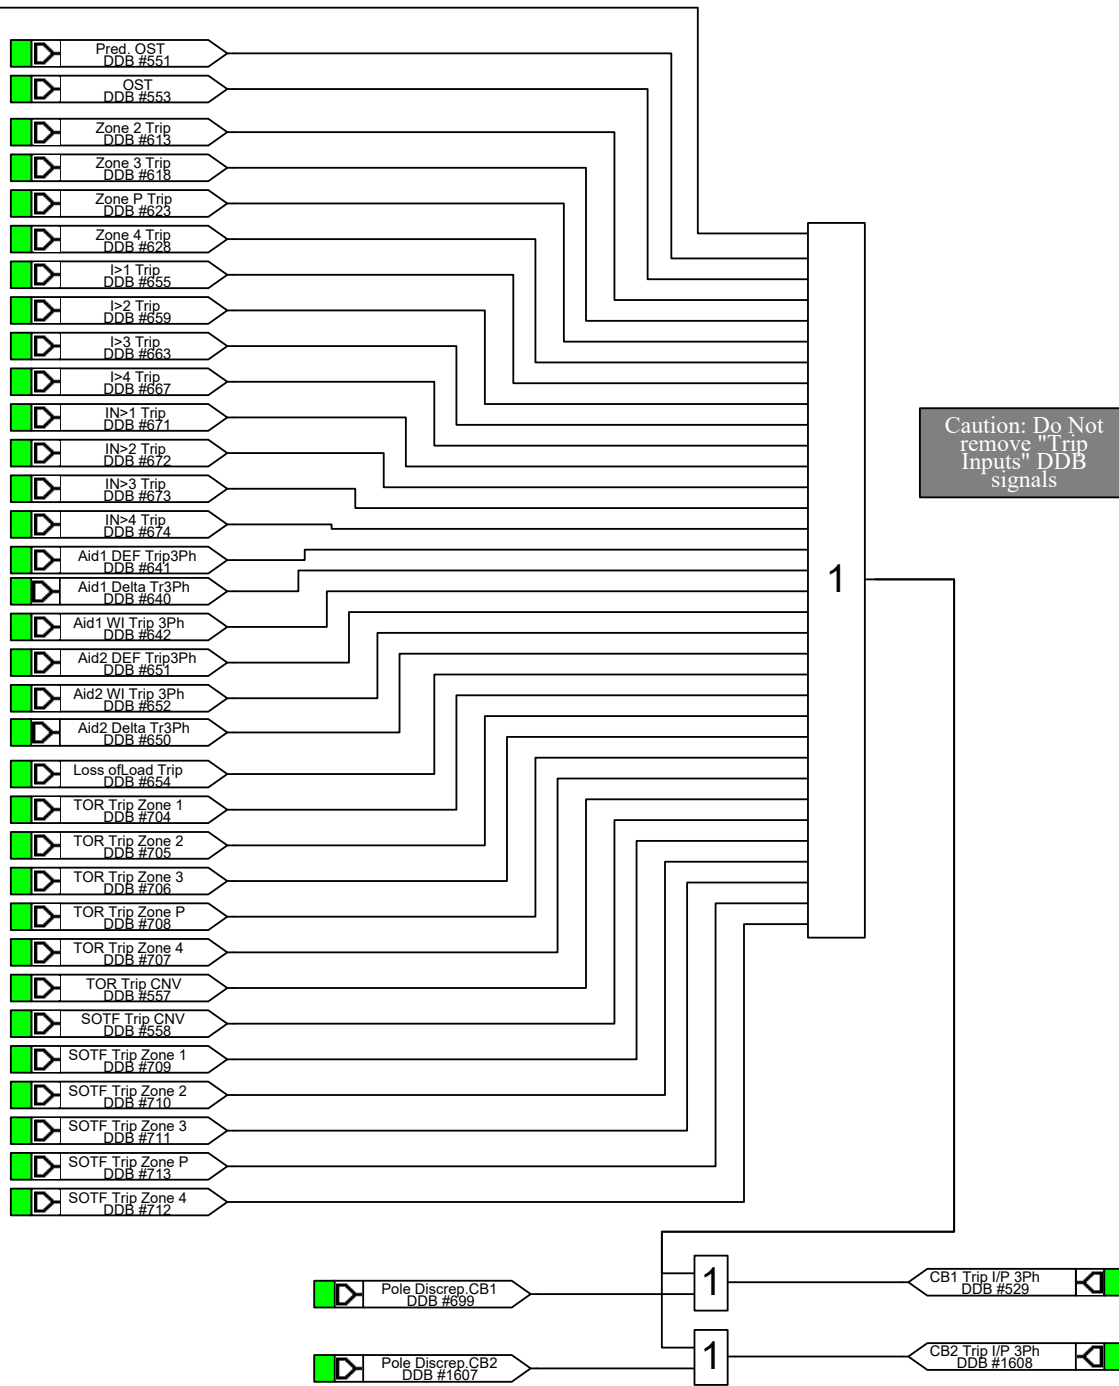 Pred. OST
DDB #551
OST
DDB #553
Zone 2 Trip
DDB #613
Zone 3 Trip
DDB #618
Zone P Trip
DDB #623
Zone 4 Trip
DDB #628
I>1 Trip
DDB #655
I>2 Trip
DDB #659
I>3 Trip
DDB #663
I>4 Trip
DDB #667
IN>1 Trip
DDB #671
IN>2 Trip
DDB #672
IN>3 Trip
DDB #673
IN>4 Trip
DDB #674
Aid1 DEF Trip3Ph
DDB #641
Aid1 Delta Tr3Ph
DDB #640
Aid1 WI Trip 3Ph
DDB #642
Aid2 DEF Trip3Ph
DDB #651
Aid2 WI Trip 3Ph
DDB #652
Aid2 Delta Tr3Ph
DDB #650
Loss ofLoad Trip
DDB #654
TOR Trip Zone 1
DDB #704
TOR Trip Zone 2
DDB #705
TOR Trip Zone 3
DDB #706
TOR Trip Zone P
DDB #708
TOR Trip Zone 4
DDB #707
TOR Trip CNV
DDB #557
SOTF Trip CNV
DDB #558
SOTF Trip Zone 1
DDB #709
SOTF Trip Zone 2
DDB #710
SOTF Trip Zone 3
DDB #711
SOTF Trip Zone P
DDB #713
SOTF Trip Zone 4
DDB #712
1
Caution: Do Not
remove "Trip
Inputs" DDB
signals
Pole Discrep.CB1
DDB #699
1
CB1 Trip I/P 3Ph
DDB #529
Pole Discrep.CB2
DDB #1607
1
CB2 Trip I/P 3Ph
DDB #1608